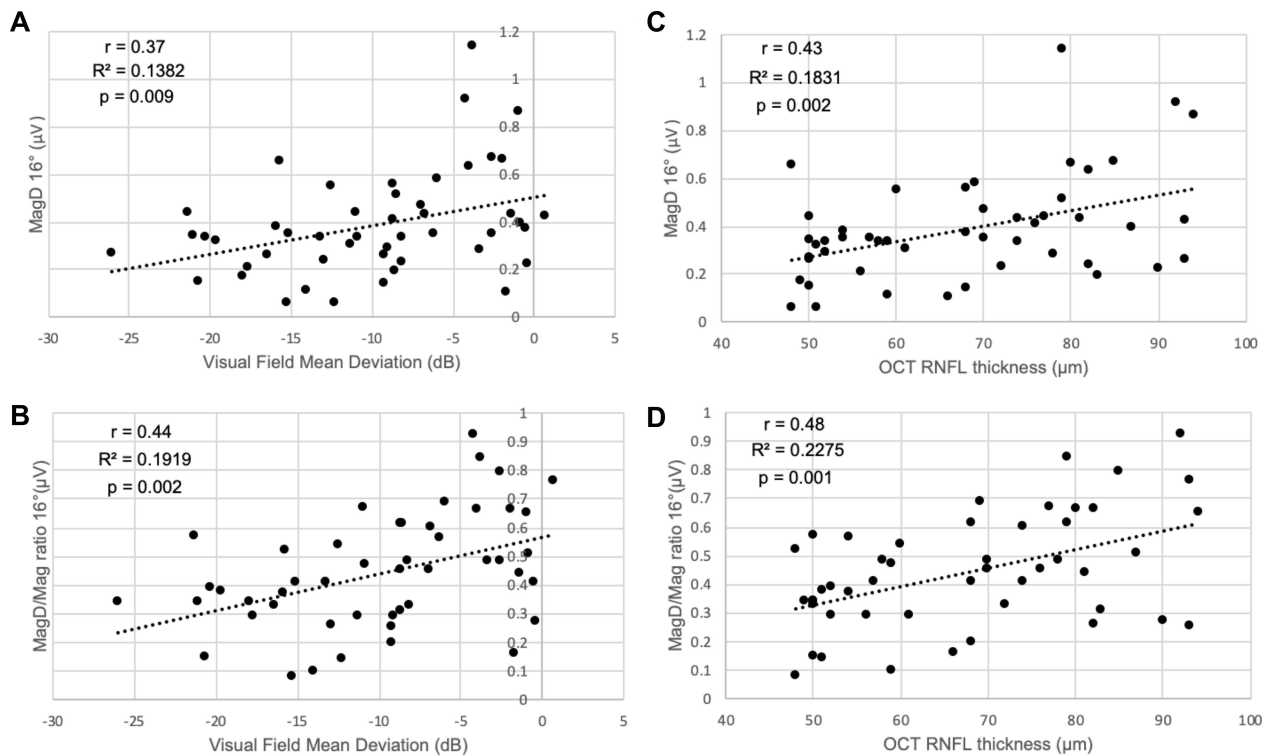 A
r = 0.37
R² = 0.1382
p = 0.009
MagD 16° (µV)
1.2
1
0.8
0.6
0.4
0.2
0
-30 -25 -20 -15 -10 -5 0 5
Visual Field Mean Deviation (dB)
C
r = 0.43
R² = 0.1831
p = 0.002
MagD 16° (µV)
1.2
1
0.8
0.6
0.4
0.2
0
40 50 60 70 80 90 100
OCT RNFL thickness (µm)
B
r = 0.44
R² = 0.1919
p = 0.002
MagD/Mag ratio 16°(µV)
1
0.9
0.8
0.7
0.6
0.5
0.4
0.3
0.2
0.1
0
-30 -25 -20 -15 -10 -5 0 5
Visual Field Mean Deviation (dB)
D
r = 0.48
R² = 0.2275
p = 0.001
MagD/Mag ratio 16°(µV)
1
0.9
0.8
0.7
0.6
0.5
0.4
0.3
0.2
0.1
0
40 50 60 70 80 90 100
OCT RNFL thickness (µm)